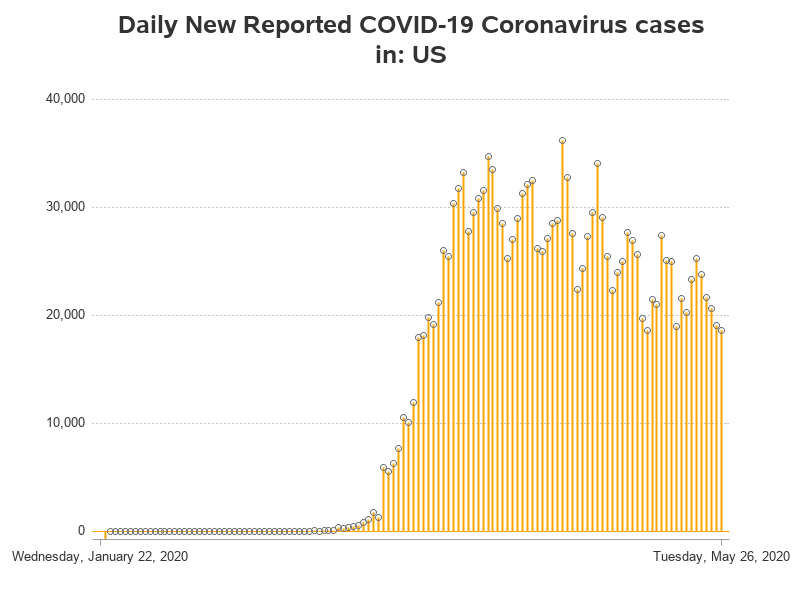 Daily New Reported COVID-19 Coronavirus cases
in: US
40,000
30,000
20,000
10,000
0
Wednesday, January 22, 2020
Tuesday, May 26, 2020